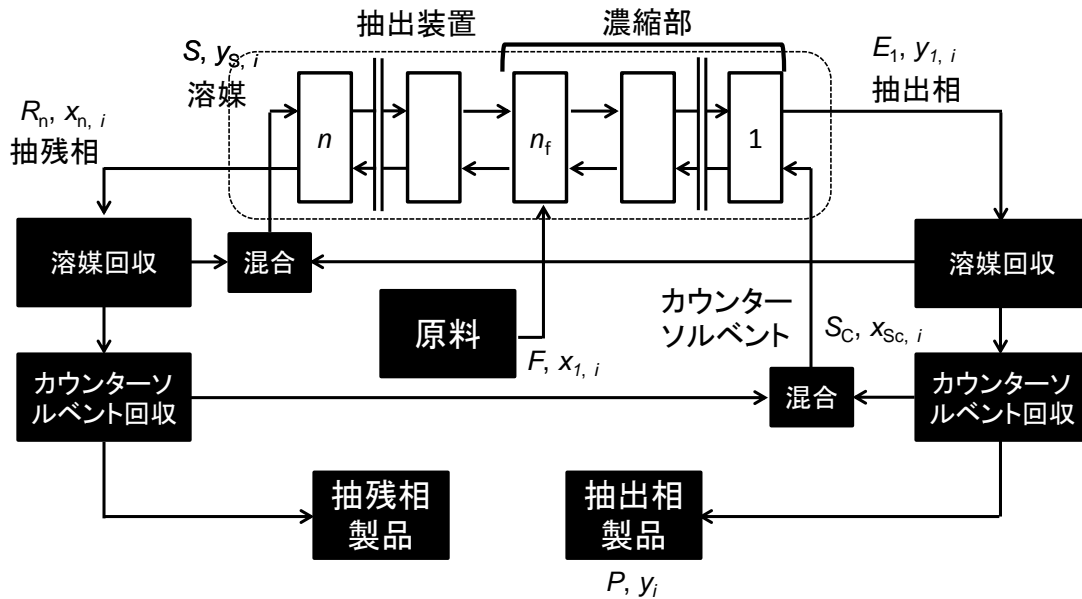 抽出装置
濃縮部
S, yS, i
溶媒
E1, y1, i
抽出相
Rn, xn, i
抽残相
n
nf
1
溶媒回収
混合
溶媒回収
原料
F, x1, i
カウンター
ソルベント
SC, xSc, i
カウンターソ
ルベント回収
混合
カウンターソ
ルベント回収
抽残相
製品
抽出相
製品
P, yi